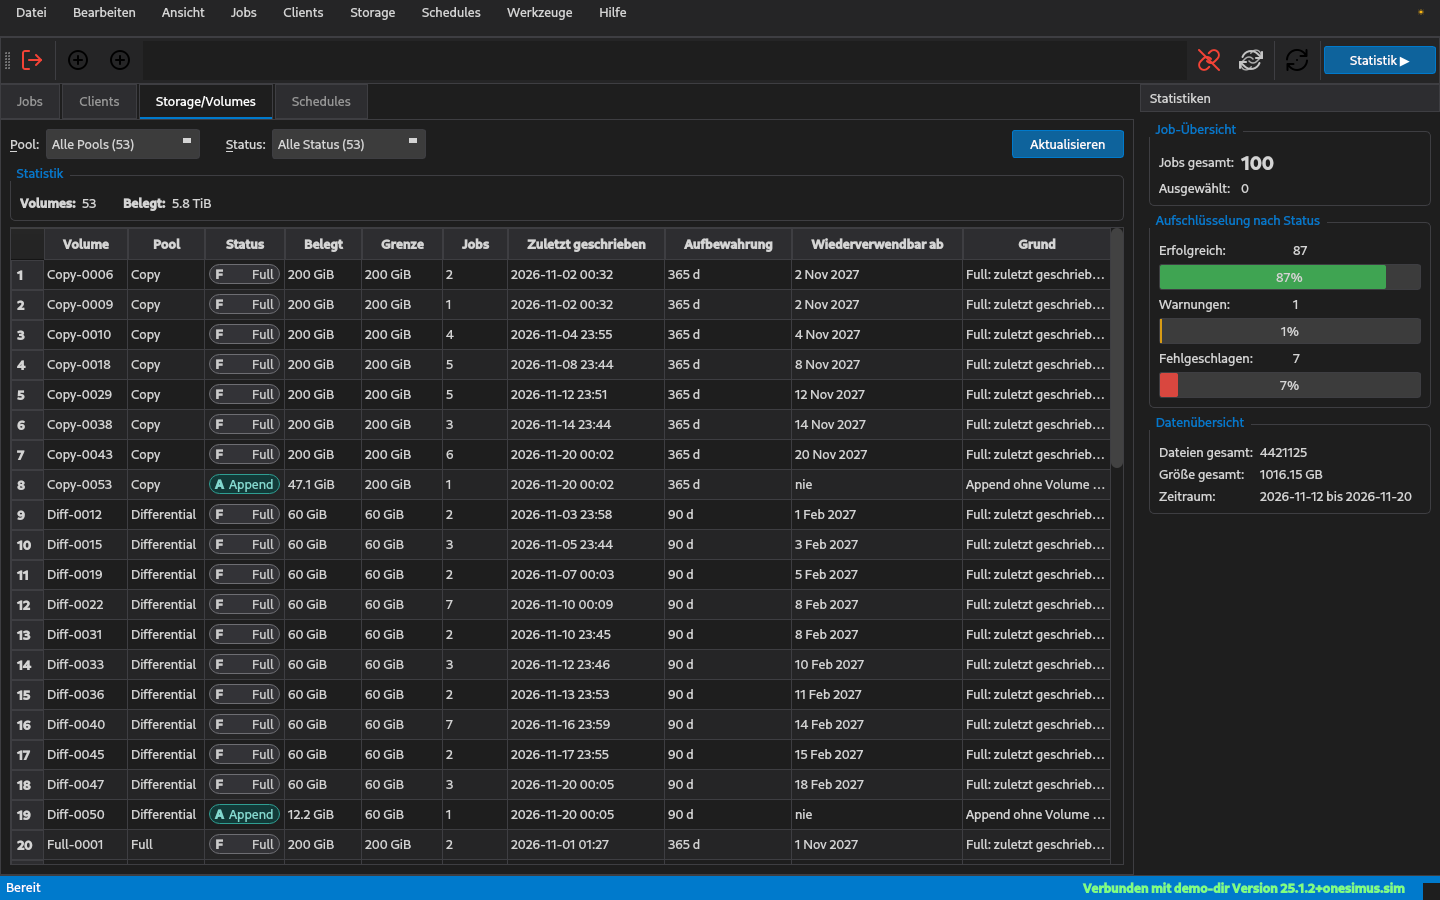 Datei Bearbeiten Ansicht Jobs Clients Storage Schedules Werkzeuge Hilfe
Statistik ▶
Jobs Clients Storage/Volumes Schedules
Pool: Alle Pools (53) Status: Alle Status (53) Aktualisieren
Statistik
Volumes: 53 Belegt: 5.8 TiB
Volume Pool Status Belegt Grenze Jobs Zuletzt geschrieben Aufbewahrung Wiederverwendbar ab Grund
1 Copy-0006 Copy F Full 200 GiB 200 GiB 2 2026-11-02 00:32 365 d 2 Nov 2027 Full: zuletzt geschrieb...
2 Copy-0009 Copy F Full 200 GiB 200 GiB 1 2026-11-02 00:32 365 d 2 Nov 2027 Full: zuletzt geschrieb...
3 Copy-0010 Copy F Full 200 GiB 200 GiB 4 2026-11-04 23:55 365 d 4 Nov 2027 Full: zuletzt geschrieb...
4 Copy-0018 Copy F Full 200 GiB 200 GiB 5 2026-11-08 23:44 365 d 8 Nov 2027 Full: zuletzt geschrieb...
5 Copy-0029 Copy F Full 200 GiB 200 GiB 5 2026-11-12 23:51 365 d 12 Nov 2027 Full: zuletzt geschrieb...
6 Copy-0038 Copy F Full 200 GiB 200 GiB 3 2026-11-14 23:44 365 d 14 Nov 2027 Full: zuletzt geschrieb...
7 Copy-0043 Copy F Full 200 GiB 200 GiB 6 2026-11-20 00:02 365 d 20 Nov 2027 Full: zuletzt geschrieb...
8 Copy-0053 Copy A Append 47.1 GiB 200 GiB 1 2026-11-20 00:02 365 d nie Append ohne Volume ...
9 Diff-0012 Differential F Full 60 GiB 60 GiB 2 2026-11-03 23:58 90 d 1 Feb 2027 Full: zuletzt geschrieb...
10 Diff-0015 Differential F Full 60 GiB 60 GiB 3 2026-11-05 23:44 90 d 3 Feb 2027 Full: zuletzt geschrieb...
11 Diff-0019 Differential F Full 60 GiB 60 GiB 2 2026-11-07 00:03 90 d 5 Feb 2027 Full: zuletzt geschrieb...
12 Diff-0022 Differential F Full 60 GiB 60 GiB 7 2026-11-10 00:09 90 d 8 Feb 2027 Full: zuletzt geschrieb...
13 Diff-0031 Differential F Full 60 GiB 60 GiB 2 2026-11-10 23:45 90 d 8 Feb 2027 Full: zuletzt geschrieb...
14 Diff-0033 Differential F Full 60 GiB 60 GiB 3 2026-11-12 23:46 90 d 10 Feb 2027 Full: zuletzt geschrieb...
15 Diff-0036 Differential F Full 60 GiB 60 GiB 2 2026-11-13 23:53 90 d 11 Feb 2027 Full: zuletzt geschrieb...
16 Diff-0040 Differential F Full 60 GiB 60 GiB 7 2026-11-16 23:59 90 d 14 Feb 2027 Full: zuletzt geschrieb...
17 Diff-0045 Differential F Full 60 GiB 60 GiB 2 2026-11-17 23:55 90 d 15 Feb 2027 Full: zuletzt geschrieb...
18 Diff-0047 Differential F Full 60 GiB 60 GiB 3 2026-11-20 00:05 90 d 18 Feb 2027 Full: zuletzt geschrieb...
19 Diff-0050 Differential A Append 12.2 GiB 60 GiB 1 2026-11-20 00:05 90 d nie Append ohne Volume ...
20 Full-0001 Full F Full 200 GiB 200 GiB 2 2026-11-01 01:27 365 d 1 Nov 2027 Full: zuletzt geschrieb...
Statistiken
Job-Übersicht
Jobs gesamt: 100
Ausgewählt: 0
Aufschlüsselung nach Status
Erfolgreich: 87
87%
Warnungen: 1
1%
Fehlgeschlagen: 7
7%
Datenübersicht
Dateien gesamt: 4421125
Größe gesamt: 1016.15 GB
Zeitraum: 2026-11-12 bis 2026-11-20
Bereit Verbunden mit demo-dir Version 25.1.2+onesimus.sim